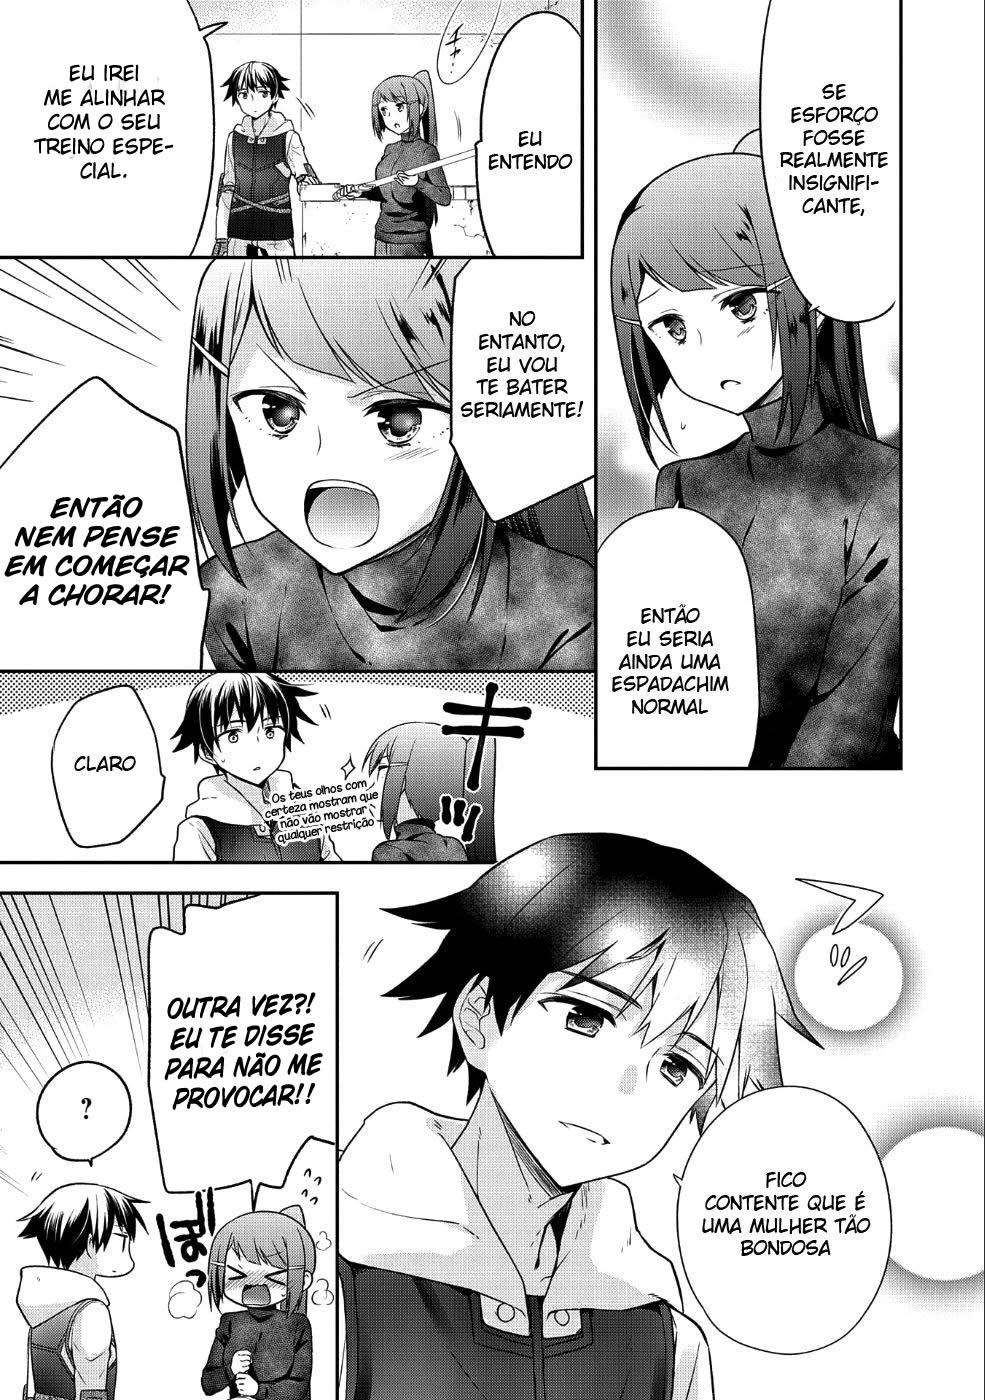 SE
ESFORÇO
FOSSE
REALMENTE
INSIGNIFI-
CANTE,
ENTÃO
EU SERIA
AINDA UMA
ESPADACHIM
NORMAL
EU
ENTENDO
EU IREI
ME ALINHAR
COM O SEU
TREINO ESPE-
CIAL.
NO
ENTANTO,
EU VOU
TE BATER
SERIAMENTE!
ENTÃO
NEM PENSE
EM COMEÇAR
A CHORAR!
キッ!!
Os teus olhos com
certeza mostram que
não vão mostrar
qualquer restrição
CLARO
FICO
CONTENTE QUE É
UMA MULHER TÃO
BONDOSA
OUTRA VEZ?!
EU TE DISSE
PARA NÃO ME
PROVOCAR!!
?